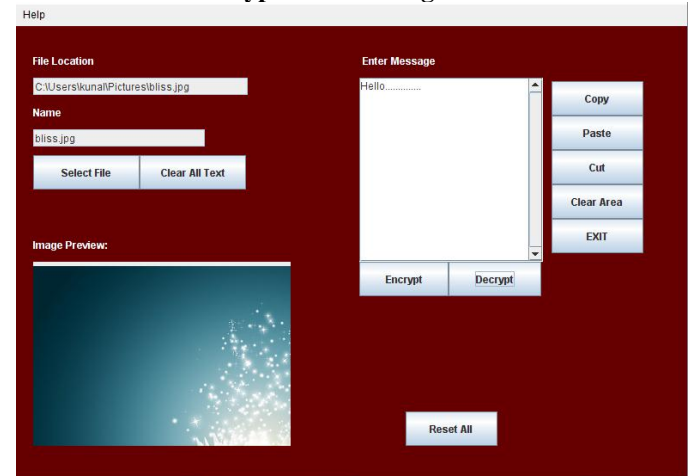 Help
File Location
C:\Users\kunal\Pictures\bliss.jpg
Name
bliss.jpg
Select File
Clear All Text
Image Preview:
Enter Message
Hello.............
Copy
Paste
Cut
Clear Area
EXIT
Encrypt
Decrypt
Reset All